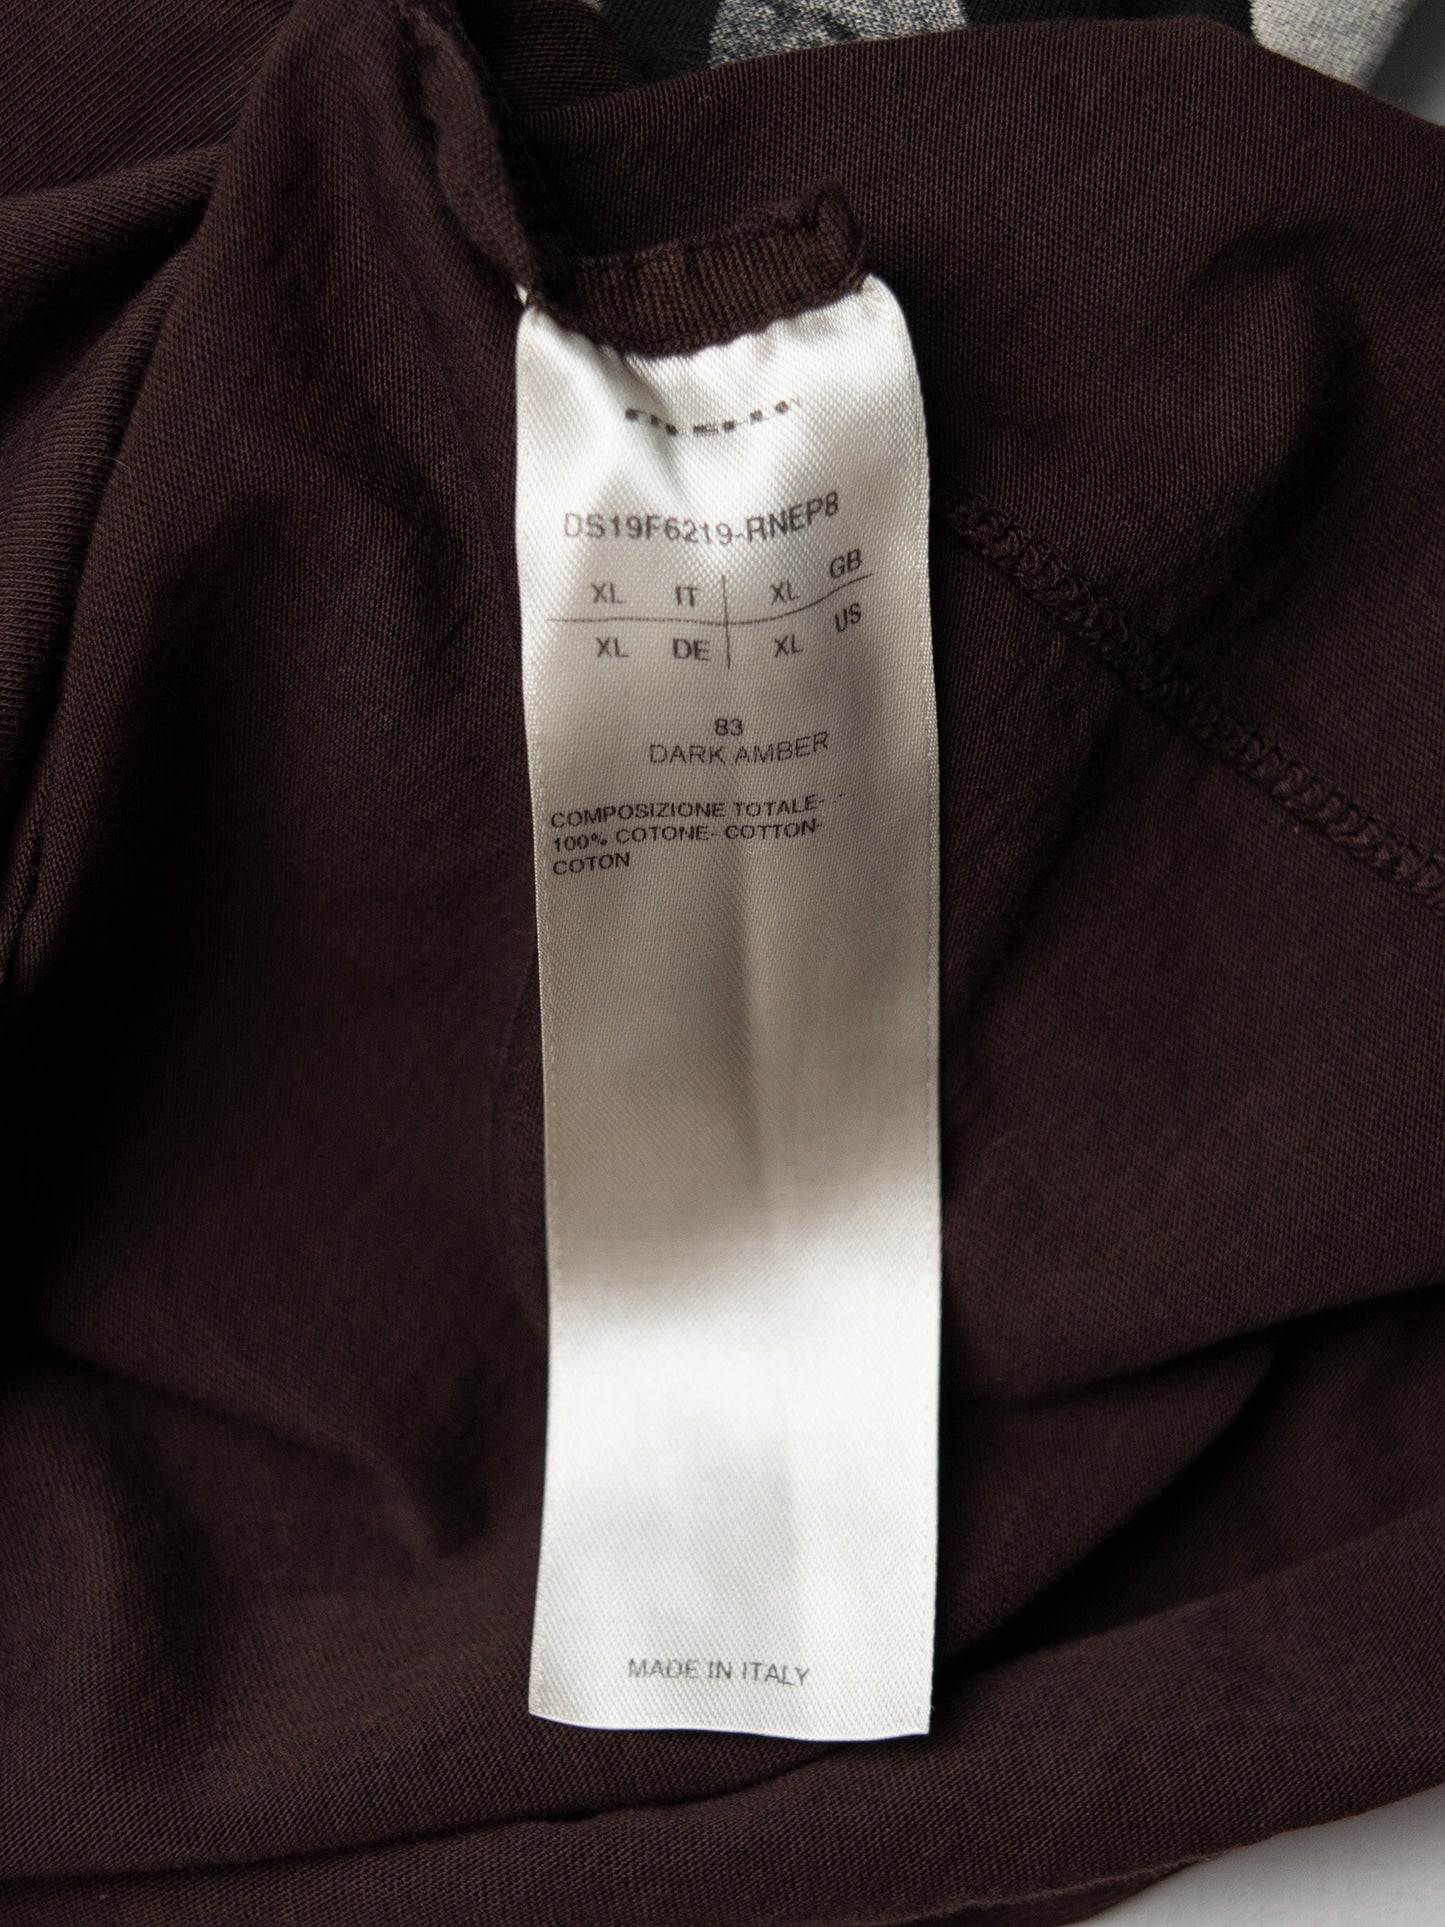 DS19F6219-RNEP8
XL IT XL GB
XL DE XL US
83
DARK AMBER
COMPOSIZIONE TOTALE-
100% COTONE- COTTON-
COTON
MADE IN ITALY